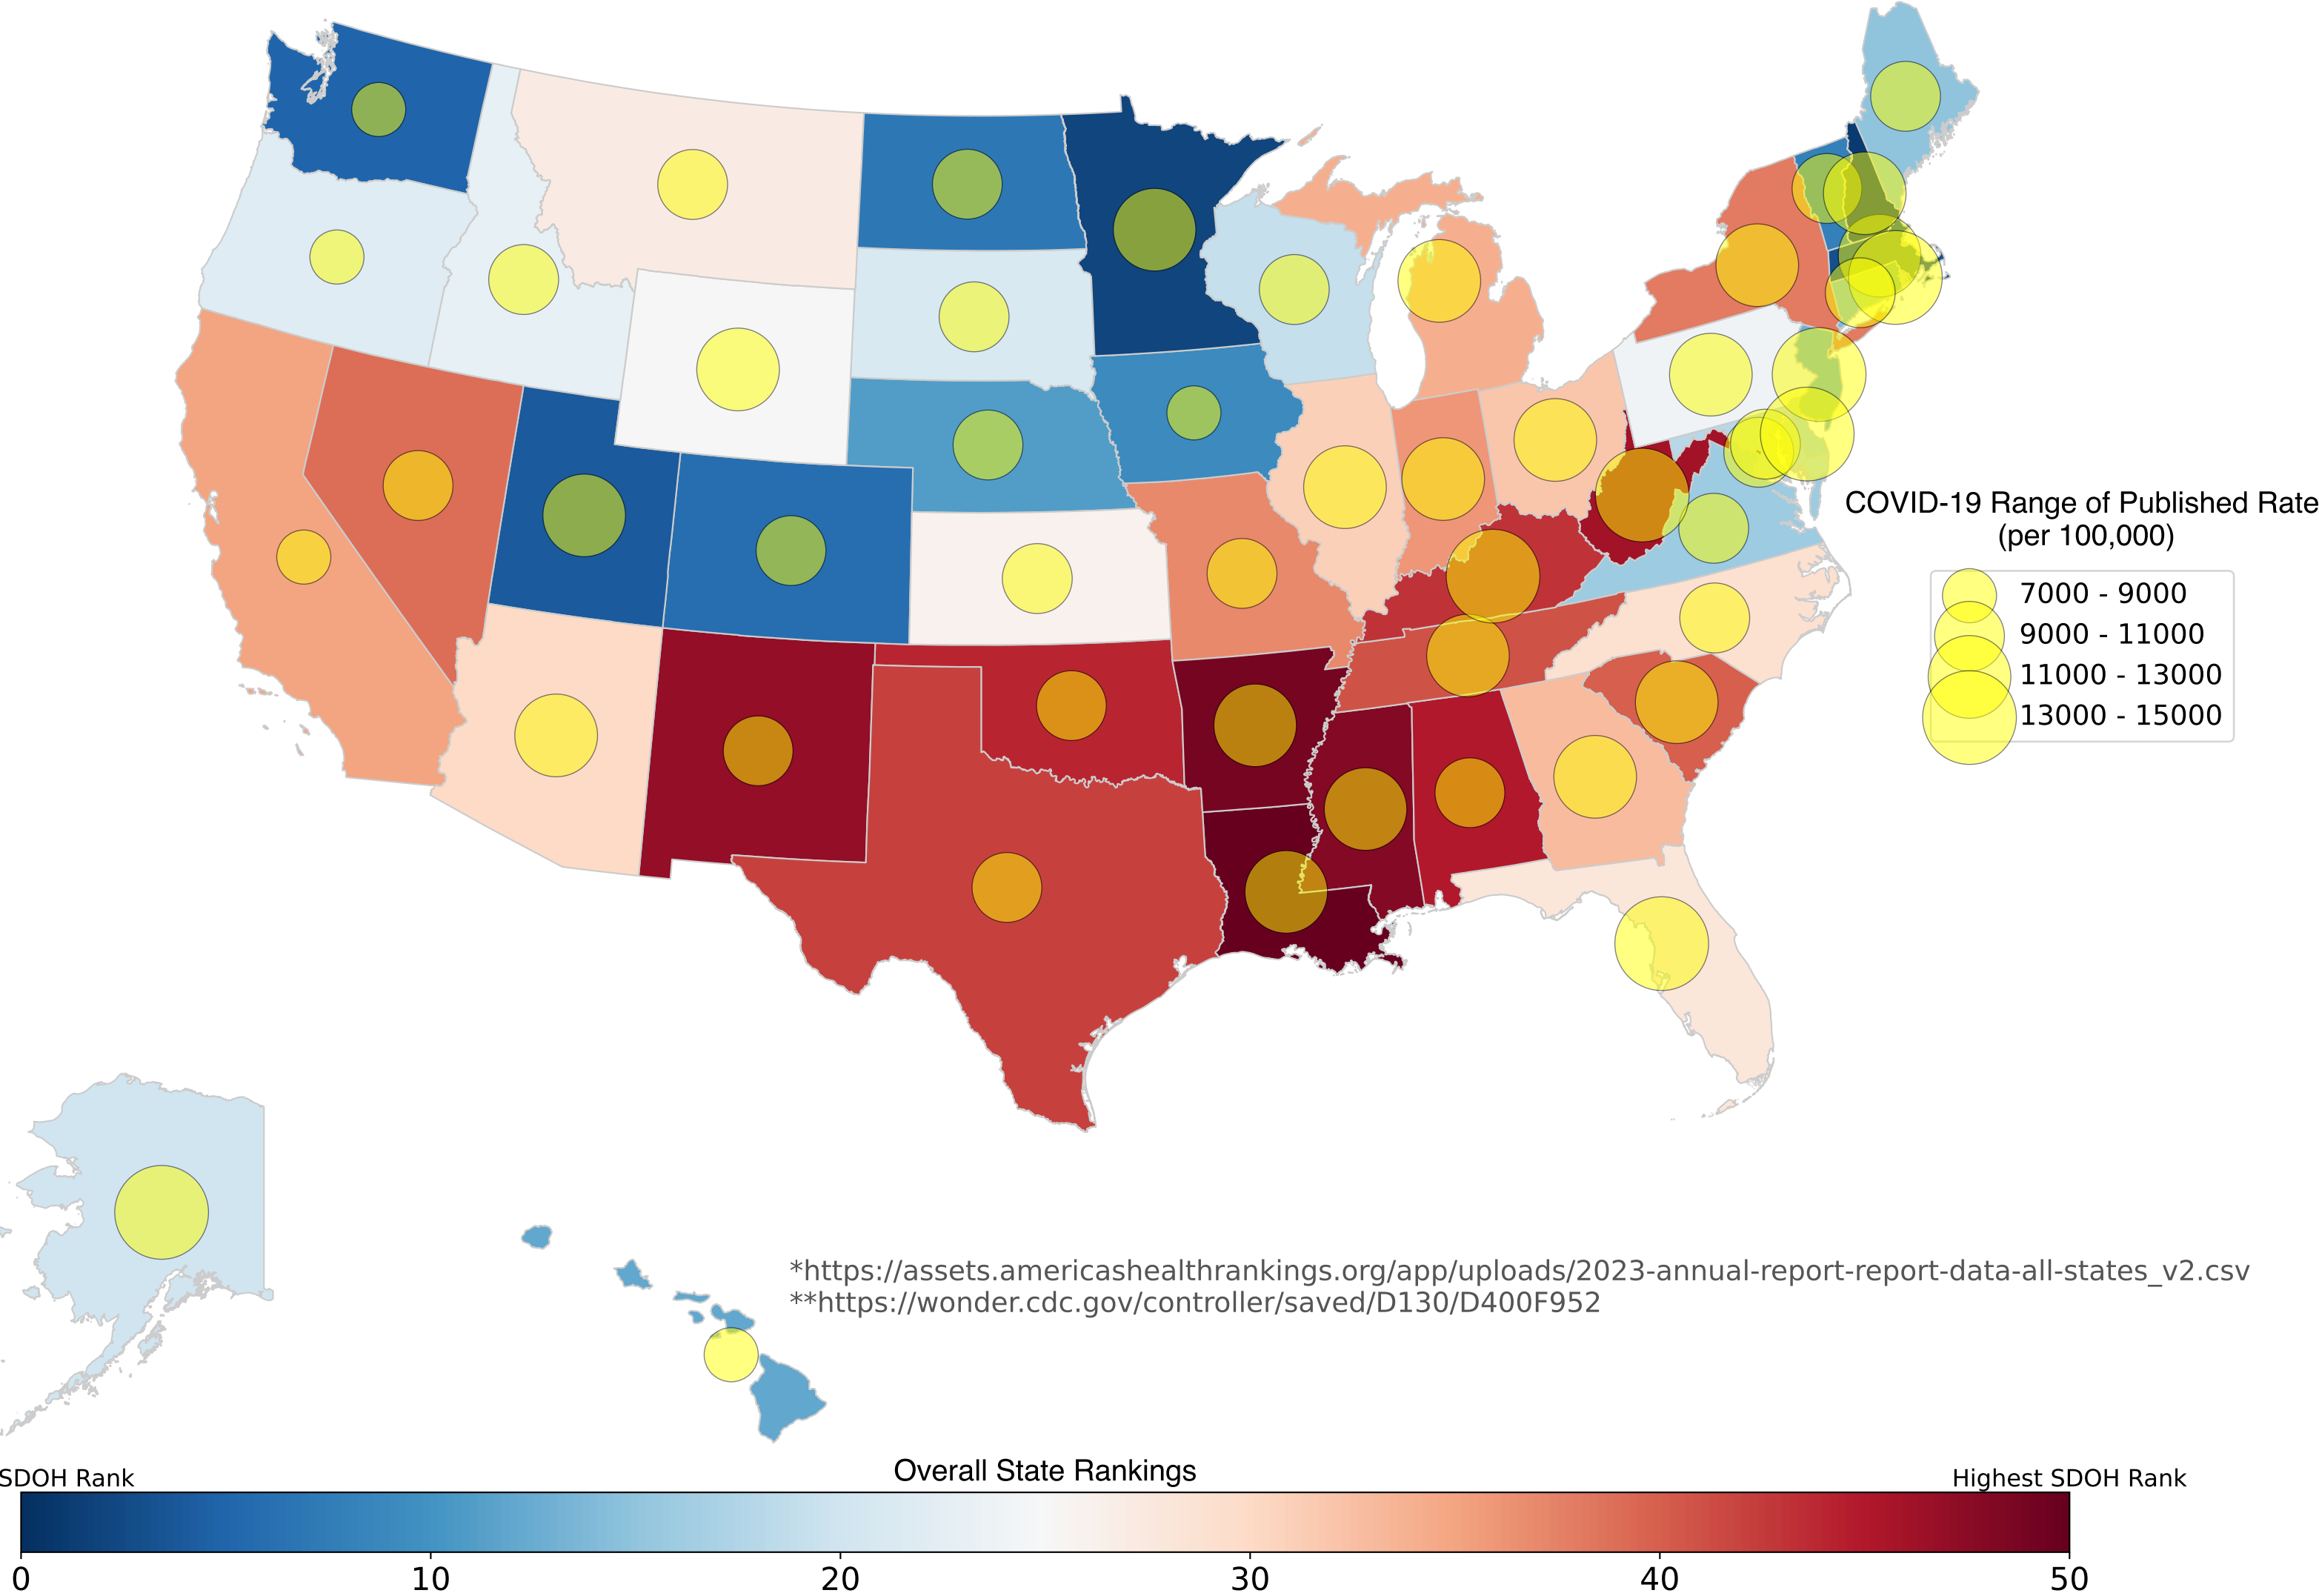 COVID-19 Range of Published Rate
(per 100,000)
7000 - 9000
9000 - 11000
11000 - 13000
13000 - 15000
*https://assets.americashealthrankings.org/app/uploads/2023-annual-report-report-data-all-states_v2.csv
**https://wonder.cdc.gov/controller/saved/D130/D400F952
Overall State Rankings
SDOH Rank
Highest SDOH Rank
0 10 20 30 40 50